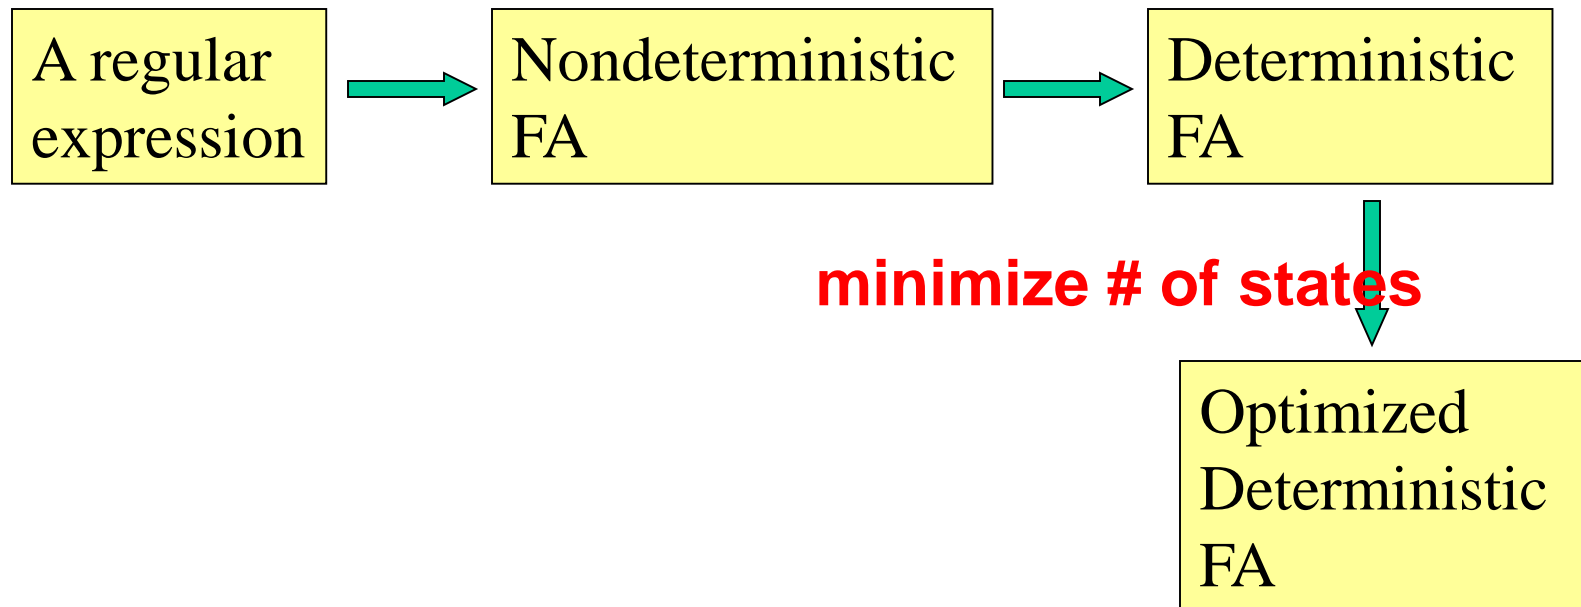 A regular
expression
Nondeterministic
FA
Deterministic
FA
minimize # of states
Optimized
Deterministic
FA